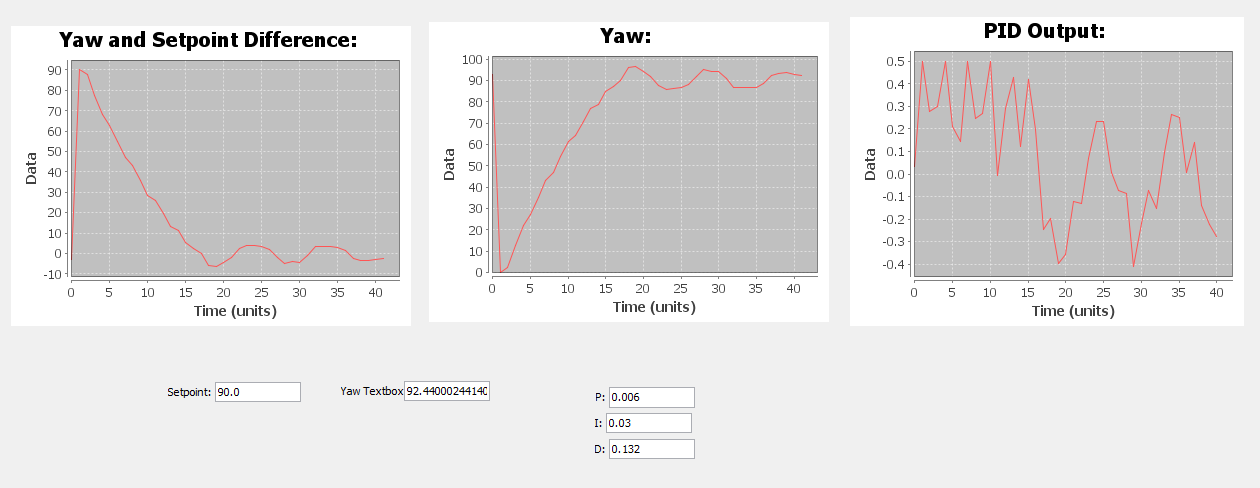 Yaw and Setpoint Difference:
90
80
70
60
50
40
30
20
10
0
-10
Data
0 5 10 15 20 25 30 35 40
Time (units)
Yaw:
100
90
80
70
60
50
40
30
20
10
0
Data
0 5 10 15 20 25 30 35 40
Time (units)
PID Output:
0.5
0.4
0.3
0.2
0.1
0.0
-0.1
-0.2
-0.3
-0.4
Data
0 5 10 15 20 25 30 35 40
Time (units)
Setpoint: 90.0
Yaw Textbox 92.44000244140
P: 0.006
I: 0.03
D: 0.132